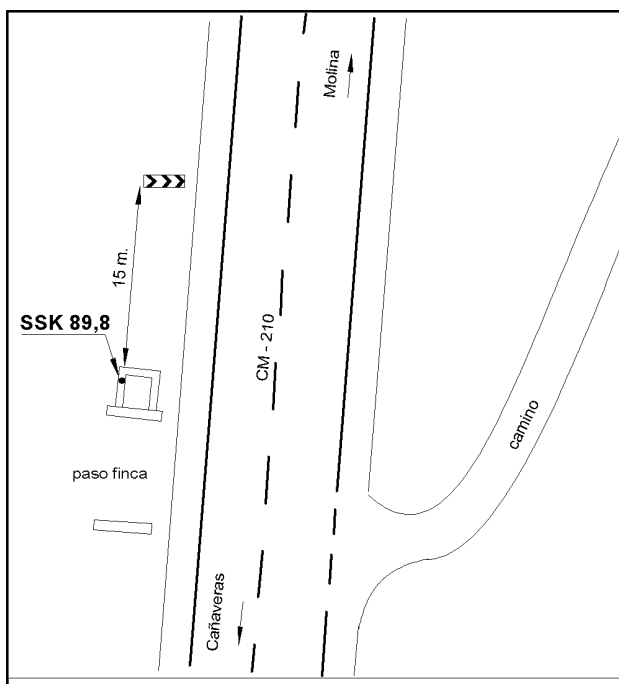 Molina
15 m.
SSK 89,8
CM - 210
camino
paso finca
Cañaveras